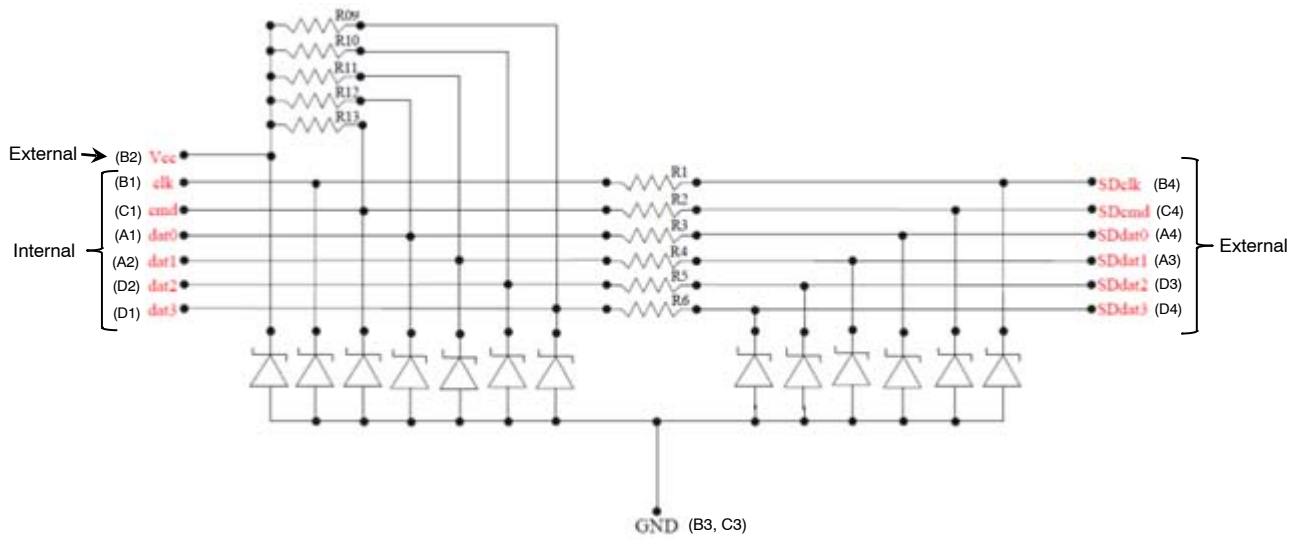 R09
R10
R11
R12
R13
External (B2) Vcc
(B1) clk R1 SDclk (B4)
(C1) cmd R2 SDcmd (C4)
(A1) dat0 R3 SDdat0 (A4)
Internal External
(A2) dat1 R4 SDdat1 (A3)
(D2) dat2 R5 SDdat2 (D3)
(D1) dat3 R6 SDdat3 (D4)
GND (B3, C3)